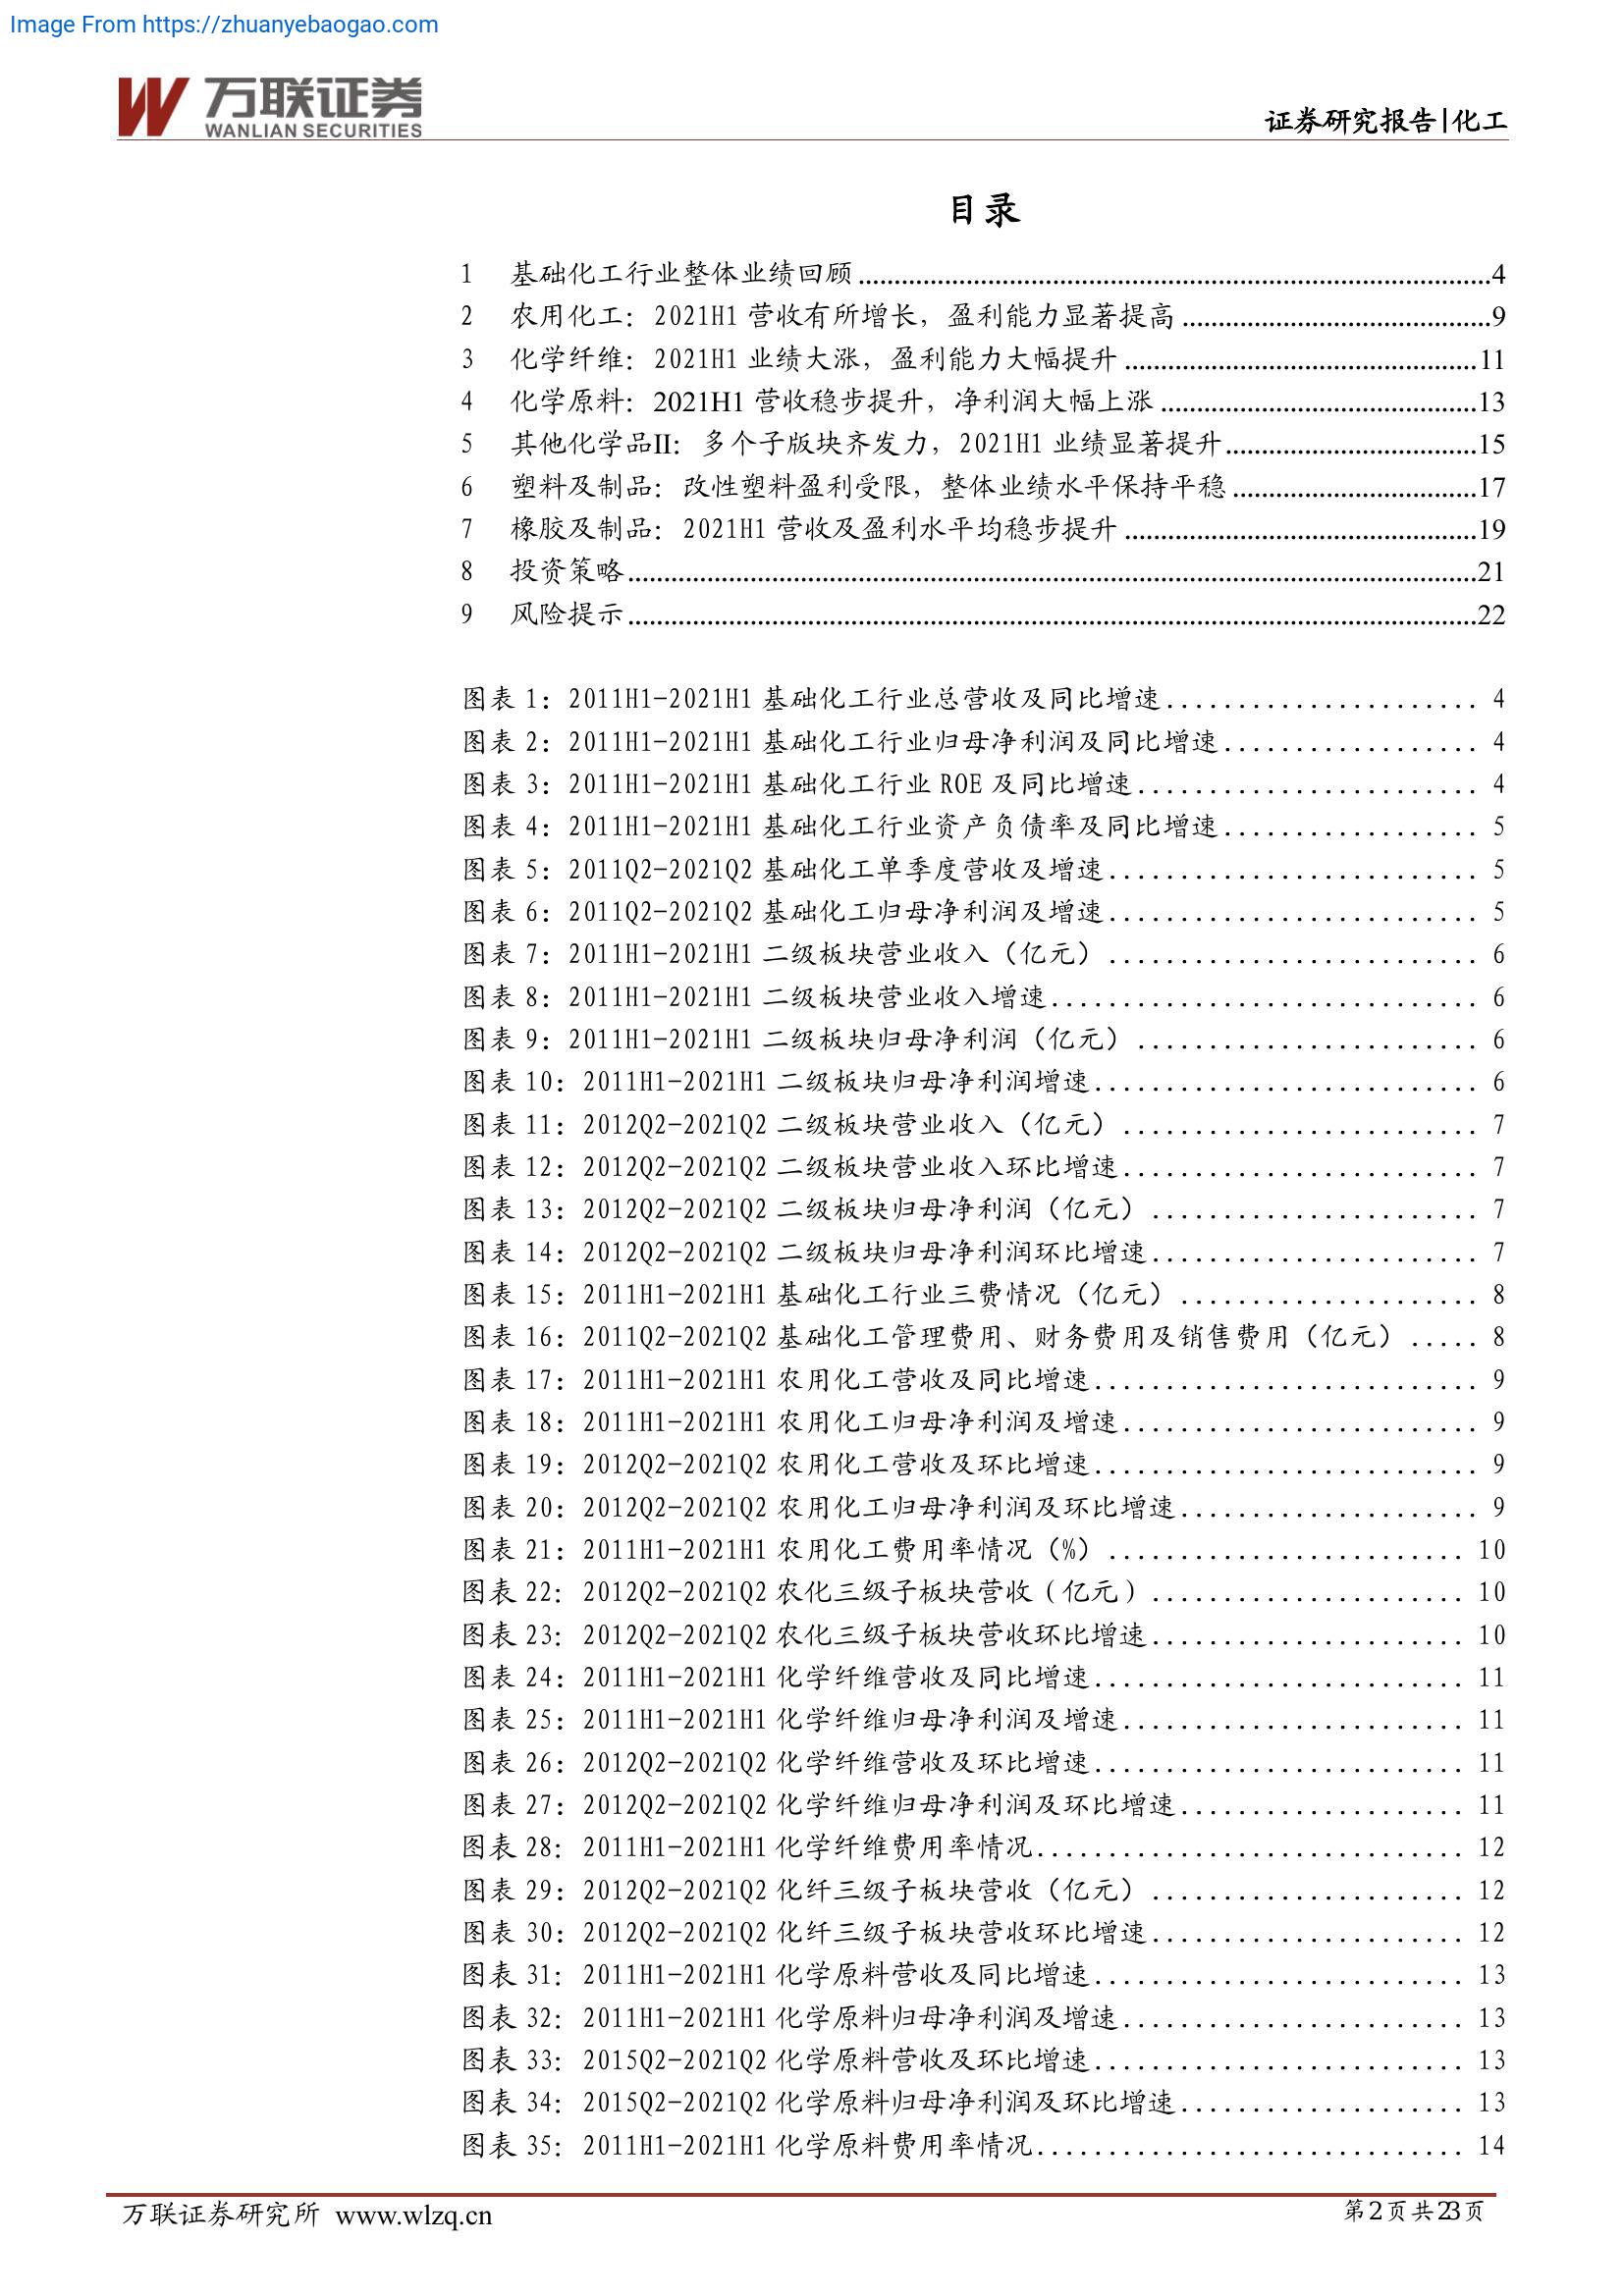 Image From https://zhuanyebaogao.com
万联证券
WANLIAN SECURITIES
证券研究报告|化工
目录
1 基础化工行业整体业绩回顾........................................4
2 农用化工：2021H1 营收有所增长，盈利能力显著提高....................9
3 化学纤维：2021H1 业绩大涨，盈利能力大幅提升....................11
4 化学原料：2021H1 营收稳步提升，净利润大幅上涨....................13
5 其他化学品II：多个子版块齐发力，2021H1 业绩显著提升....................15
6 塑料及制品：改性塑料盈利受限，整体业绩水平保持平稳....................17
7 橡胶及制品：2021H1 营收及盈利水平均稳步提升....................19
8 投资策略........................................21
9 风险提示........................................22
图表 1：2011H1-2021H1 基础化工行业总营收及同比增速...................... 4
图表 2：2011H1-2021H1 基础化工行业归母净利润及同比增速.................. 4
图表 3：2011H1-2021H1 基础化工行业 ROE 及同比增速........................ 4
图表 4：2011H1-2021H1 基础化工行业资产负债率及同比增速.................. 5
图表 5：2011Q2-2021Q2 基础化工单季度营收及增速.......................... 5
图表 6：2011Q2-2021Q2 基础化工归母净利润及增速.......................... 5
图表 7：2011H1-2021H1 二级板块营业收入（亿元）.......................... 6
图表 8：2011H1-2021H1 二级板块营业收入增速.............................. 6
图表 9：2011H1-2021H1 二级板块归母净利润（亿元）........................ 6
图表 10：2011H1-2021H1 二级板块归母净利润增速........................... 6
图表 11：2012Q2-2021Q2 二级板块营业收入（亿元）......................... 7
图表 12：2012Q2-2021Q2 二级板块营业收入环比增速......................... 7
图表 13：2012Q2-2021Q2 二级板块归母净利润（亿元）....................... 7
图表 14：2012Q2-2021Q2 二级板块归母净利润环比增速....................... 7
图表 15：2011H1-2021H1 基础化工行业三费情况（亿元）..................... 8
图表 16：2011Q2-2021Q2 基础化工管理费用、财务费用及销售费用（亿元）..... 8
图表 17：2011H1-2021H1 农用化工营收及同比增速........................... 9
图表 18：2011H1-2021H1 农用化工归母净利润及增速......................... 9
图表 19：2012Q2-2021Q2 农用化工营收及环比增速........................... 9
图表 20：2012Q2-2021Q2 农用化工归母净利润及环比增速..................... 9
图表 21：2011H1-2021H1 农用化工费用率情况（%）......................... 10
图表 22：2012Q2-2021Q2 农化三级子板块营收（亿元）...................... 10
图表 23：2012Q2-2021Q2 农化三级子板块营收环比增速...................... 10
图表 24：2011H1-2021H1 化学纤维营收及同比增速.......................... 11
图表 25：2011H1-2021H1 化学纤维归母净利润及增速........................ 11
图表 26：2012Q2-2021Q2 化学纤维营收及环比增速.......................... 11
图表 27：2012Q2-2021Q2 化学纤维归母净利润及环比增速.................... 11
图表 28：2011H1-2021H1 化学纤维费用率情况.............................. 12
图表 29：2012Q2-2021Q2 化纤三级子板块营收（亿元）...................... 12
图表 30：2012Q2-2021Q2 化纤三级子板块营收环比增速...................... 12
图表 31：2011H1-2021H1 化学原料营收及同比增速.......................... 13
图表 32：2011H1-2021H1 化学原料归母净利润及增速........................ 13
图表 33：2015Q2-2021Q2 化学原料营收及环比增速.......................... 13
图表 34：2015Q2-2021Q2 化学原料归母净利润及环比增速.................... 13
图表 35：2011H1-2021H1 化学原料费用率情况.............................. 14
万联证券研究所 www.wlzq.cn
第2页共23页